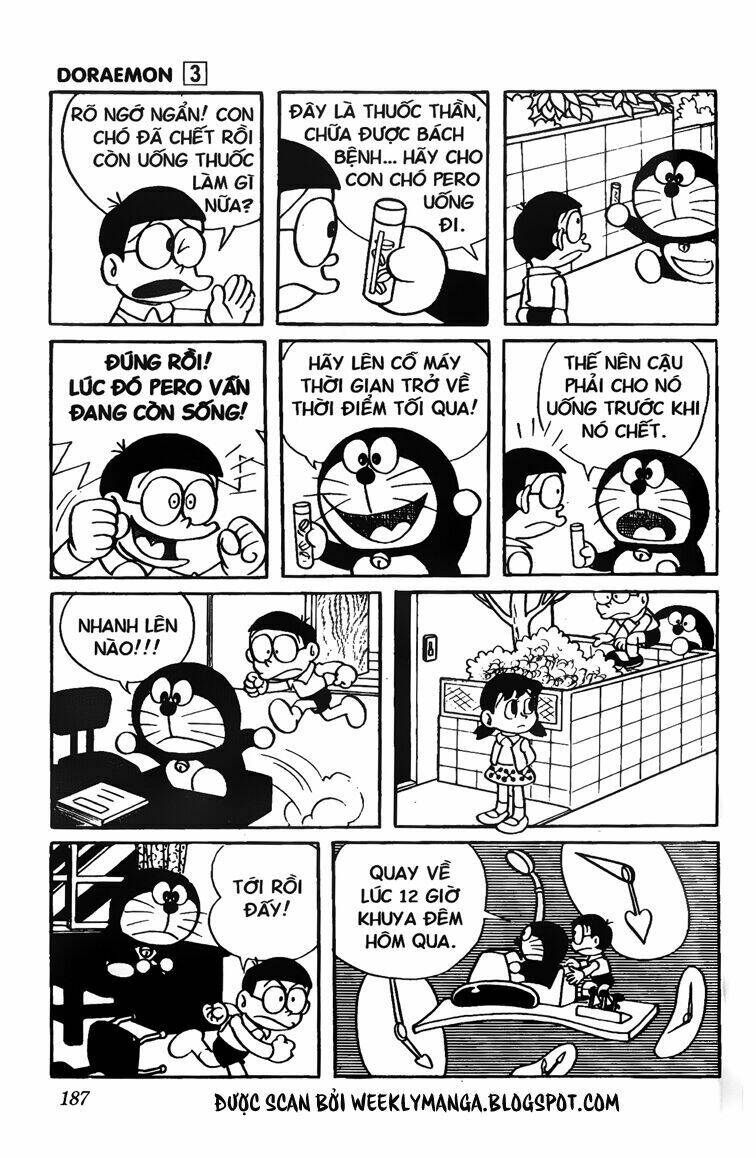 DORAEMON 3
ĐÂY LÀ THUỐC THẦN,
CHỮA ĐƯỢC BÁCH
BỆNH... HÃY CHO
CON CHÓ PERO
UỐNG
ĐI.
RÕ NGỚ NGẨN! CON
CHÓ ĐÃ CHẾT RỒI
CÒN UỐNG THUỐC
LÀM GÌ
NỮA?
THẾ NÊN CẬU
PHẢI CHO NÓ
UỐNG TRƯỚC KHI
NÓ CHẾT.
HÃY LÊN CỖ MÁY
THỜI GIAN TRỞ VỀ
THỜI ĐIỂM TỐI QUA!
ĐÚNG RỒI!
LÚC ĐÓ PERO VẪN
ĐANG CÒN SỐNG!
NHANH LÊN
NÀO!!!
QUAY VỀ
LÚC 12 GIỜ
KHUYA ĐÊM
HÔM QUA.
TỚI RỒI
ĐẤY!
187
ĐƯỢC SCAN BỞI WEEKLYMANGA.BLOGSPOT.COM